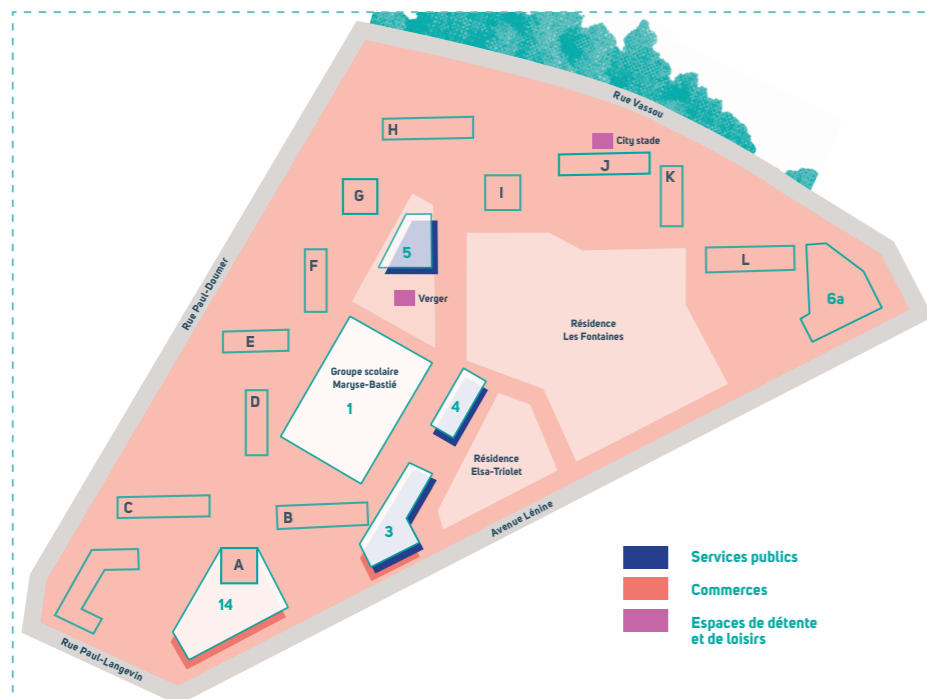 Rue Vassou
H
City stade
J
K
G
I
5
F
L
6a
Verger
Rue Paul-Doumer
Résidence
Les Fontaines
E
Groupe scolaire
Maryse-Bastié
1
D
4
Résidence
Elsa-Triolet
C
B
3
Avenue Lénine
A
14
Rue Paul-Langevin
Services publics
Commerces
Espaces de détente
et de loisirs